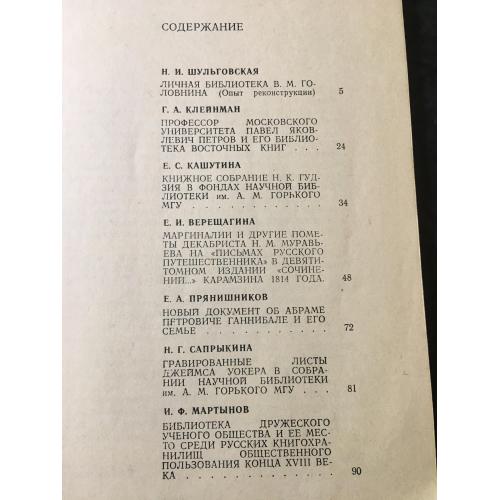 СОДЕРЖАНИЕ
Н. И. ШУЛЬГОВСКАЯ
ЛИЧНАЯ БИБЛИОТЕКА В. М. ГО-
ЛОВНИНА (Опыт реконструкции) 5
Г. А. КЛЕЙНМАН
ПРОФЕССОР МОСКОВСКОГО
УНИВЕРСИТЕТА ПАВЕЛ ЯКОВ-
ЛЕВИЧ ПЕТРОВ И ЕГО БИБЛИО-
ТЕКА ВОСТОЧНЫХ КНИГ . . . 24
Е. С. КАШУТИНА
КНИЖНОЕ СОБРАНИЕ Н. К. ГУД-
ЗИЯ В ФОНДАХ НАУЧНОЙ БИБ-
ЛИОТЕКИ им. А. М. ГОРЬКОГО
МГУ . . . . . . . . . . . 34
Е. И. ВЕРЕЩАГИНА
МАРГИНАЛИИ И ДРУГИЕ ПОМЕ-
ТЫ ДЕКАБРИСТА Н. М. МУРАВЬЕ-
ВА НА «ПИСЬМАХ РУССКОГО
ПУТЕШЕСТВЕННИКА» В ДЕВЯТИ-
ТОМНОМ ИЗДАНИИ «СОЧИНЕ-
НИЙ...» КАРАМЗИНА 1814 ГОДА. 48
Е. А. ПРЯНИШНИКОВ
НОВЫЙ ДОКУМЕНТ ОБ АБРАМЕ
ПЕТРОВИЧЕ ГАННИБАЛЕ И ЕГО
СЕМЬЕ . . . . . . . . . . 72
Н. Г. САПРЫКИНА
ГРАВИРОВАННЫЕ ЛИСТЫ
ДЖЕЙМСА УОКЕРА В СОБРА-
НИИ НАУЧНОЙ БИБЛИОТЕКИ
им. А. М. ГОРЬКОГО МГУ . . . 81
И. Ф. МАРТЫНОВ
БИБЛИОТЕКА ДРУЖЕСКОГО
УЧЕНОГО ОБЩЕСТВА И ЕЕ МЕС-
ТО СРЕДИ РУССКИХ КНИГОХРА-
НИЛИЩ ОБЩЕСТВЕННОГО
ПОЛЬЗОВАНИЯ КОНЦА XVIII ВЕ-
КА . . . . . . . . . . . 90